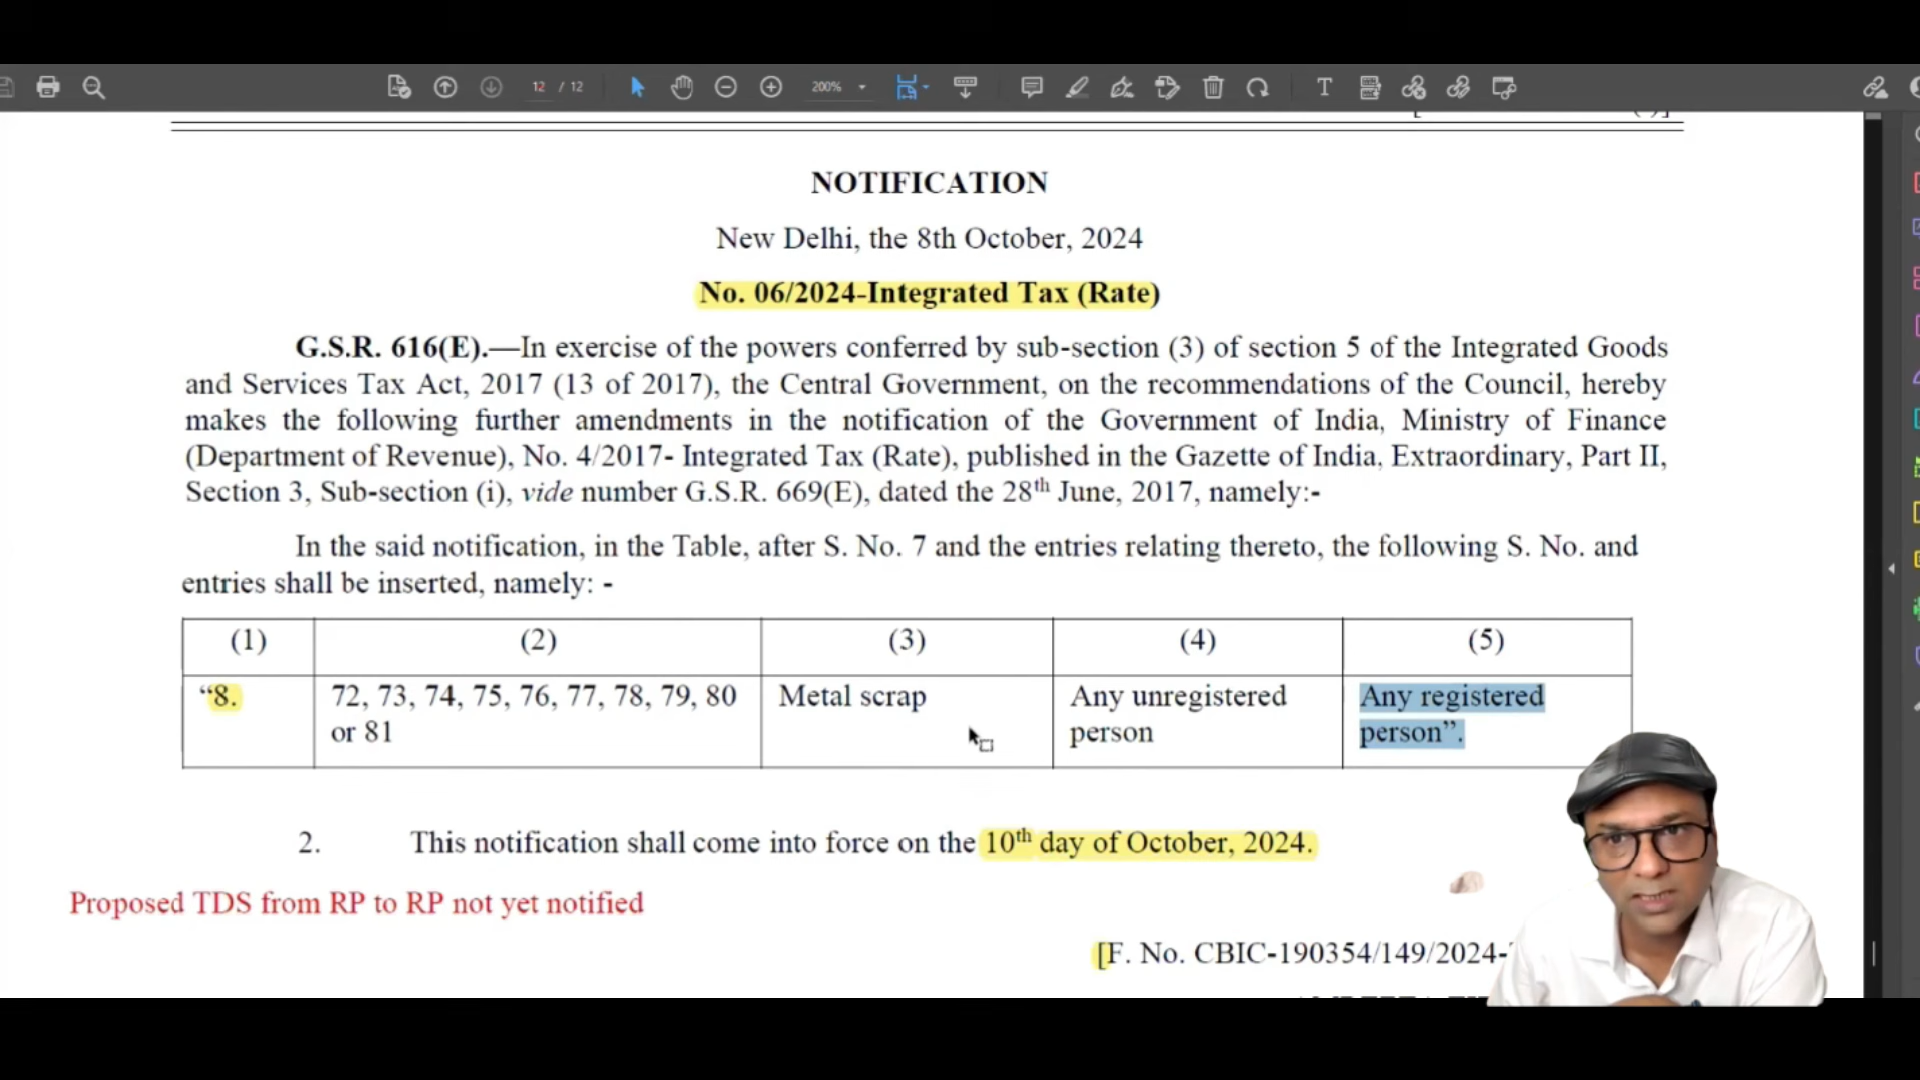 12 / 12
200%
NOTIFICATION
New Delhi, the 8th October, 2024
No. 06/2024-Integrated Tax (Rate)
G.S.R. 616(E).—In exercise of the powers conferred by sub-section (3) of section 5 of the Integrated Goods
and Services Tax Act, 2017 (13 of 2017), the Central Government, on the recommendations of the Council, hereby
makes the following further amendments in the notification of the Government of India, Ministry of Finance
(Department of Revenue), No. 4/2017- Integrated Tax (Rate), published in the Gazette of India, Extraordinary, Part II,
Section 3, Sub-section (i), vide number G.S.R. 669(E), dated the 28th June, 2017, namely:-
In the said notification, in the Table, after S. No. 7 and the entries relating thereto, the following S. No. and
entries shall be inserted, namely: -
(1) (2) (3) (4) (5)
“8. 72, 73, 74, 75, 76, 77, 78, 79, 80 Metal scrap Any unregistered Any registered
or 81 person person”.
2. This notification shall come into force on the 10th day of October, 2024.
Proposed TDS from RP to RP not yet notified
[F. No. CBIC-190354/149/2024-